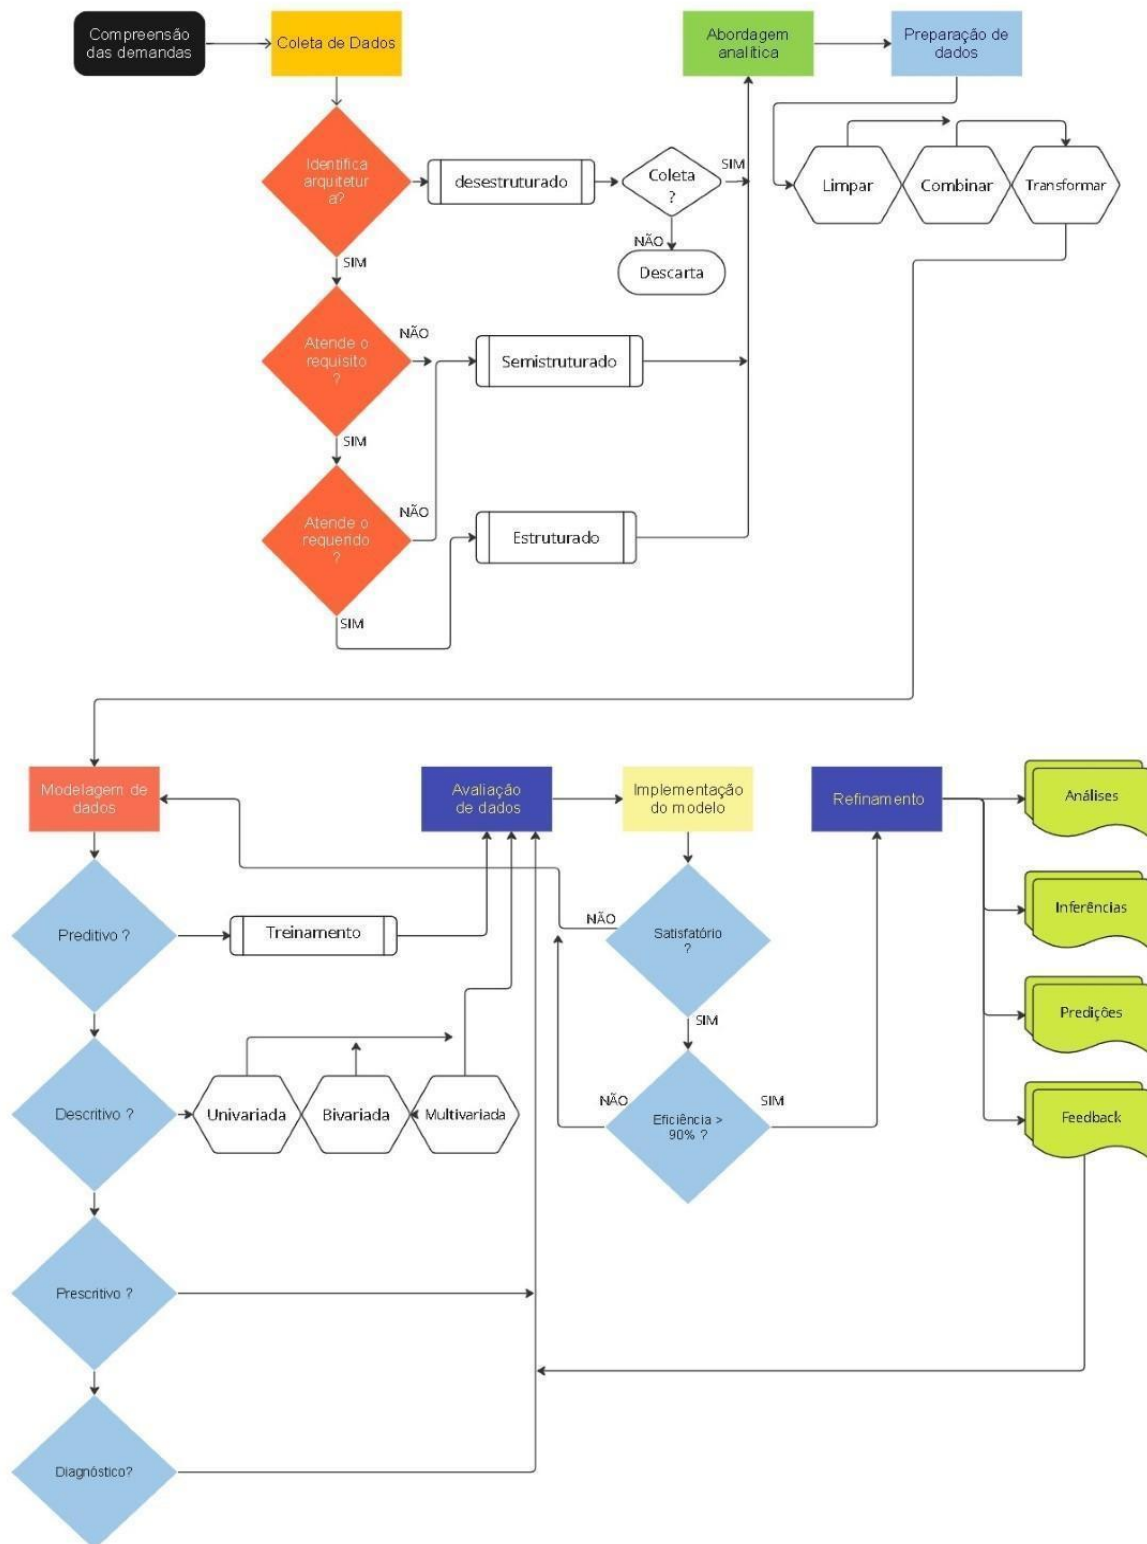 Compreensão
das demandas
Coleta de Dados
Abordagem
analítica
Preparação de
dados
Identifica
arquitetur
a?
desestruturado
Coleta
?
SIM
NÃO
Descarta
Limpar
Combinar
Transformar
SIM
Atende o
requisito
?
NÃO
Semistruturado
SIM
Atende o
requerido
?
NÃO
Estruturado
SIM
Modelagem de
dados
Avaliação
de dados
Implementação
do modelo
Refinamento
Análises
Preditivo ?
Treinamento
NÃO
Satisfatório
?
Inferências
SIM
Predições
Descritivo ?
Univariada
Bivariada
Multivariada
NÃO
Eficiência >
90% ?
SIM
Feedback
Prescritivo ?
Diagnóstico?